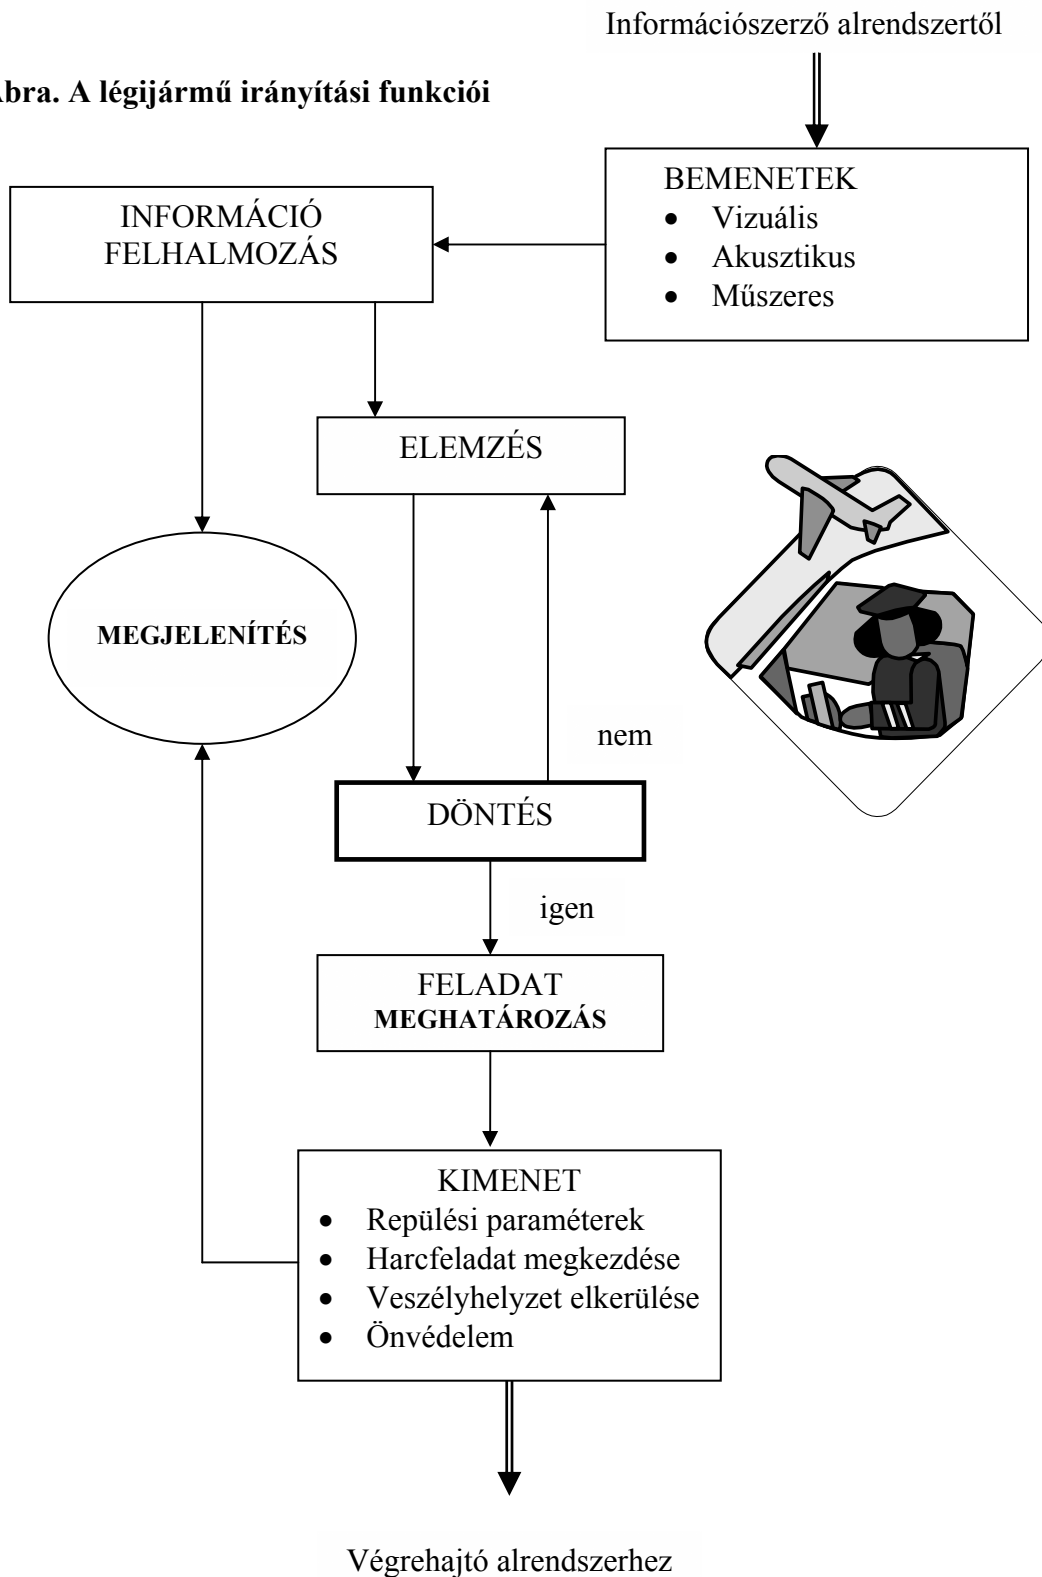 Információszerző alrendszertől
ábra. A légijármű irányítási funkciói
BEMENETEK
• Vizuális
• Akusztikus
• Műszeres
INFORMÁCIÓ
FELHALMOZÁS
ELEMZÉS
MEGJELENÍTÉS
nem
DÖNTÉS
igen
FELADAT
MEGHATÁROZÁS
KIMENET
• Repülési paraméterek
• Harcfeladat megkezdése
• Veszélyhelyzet elkerülése
• Önvédelem
Végrehajtó alrendszerhez